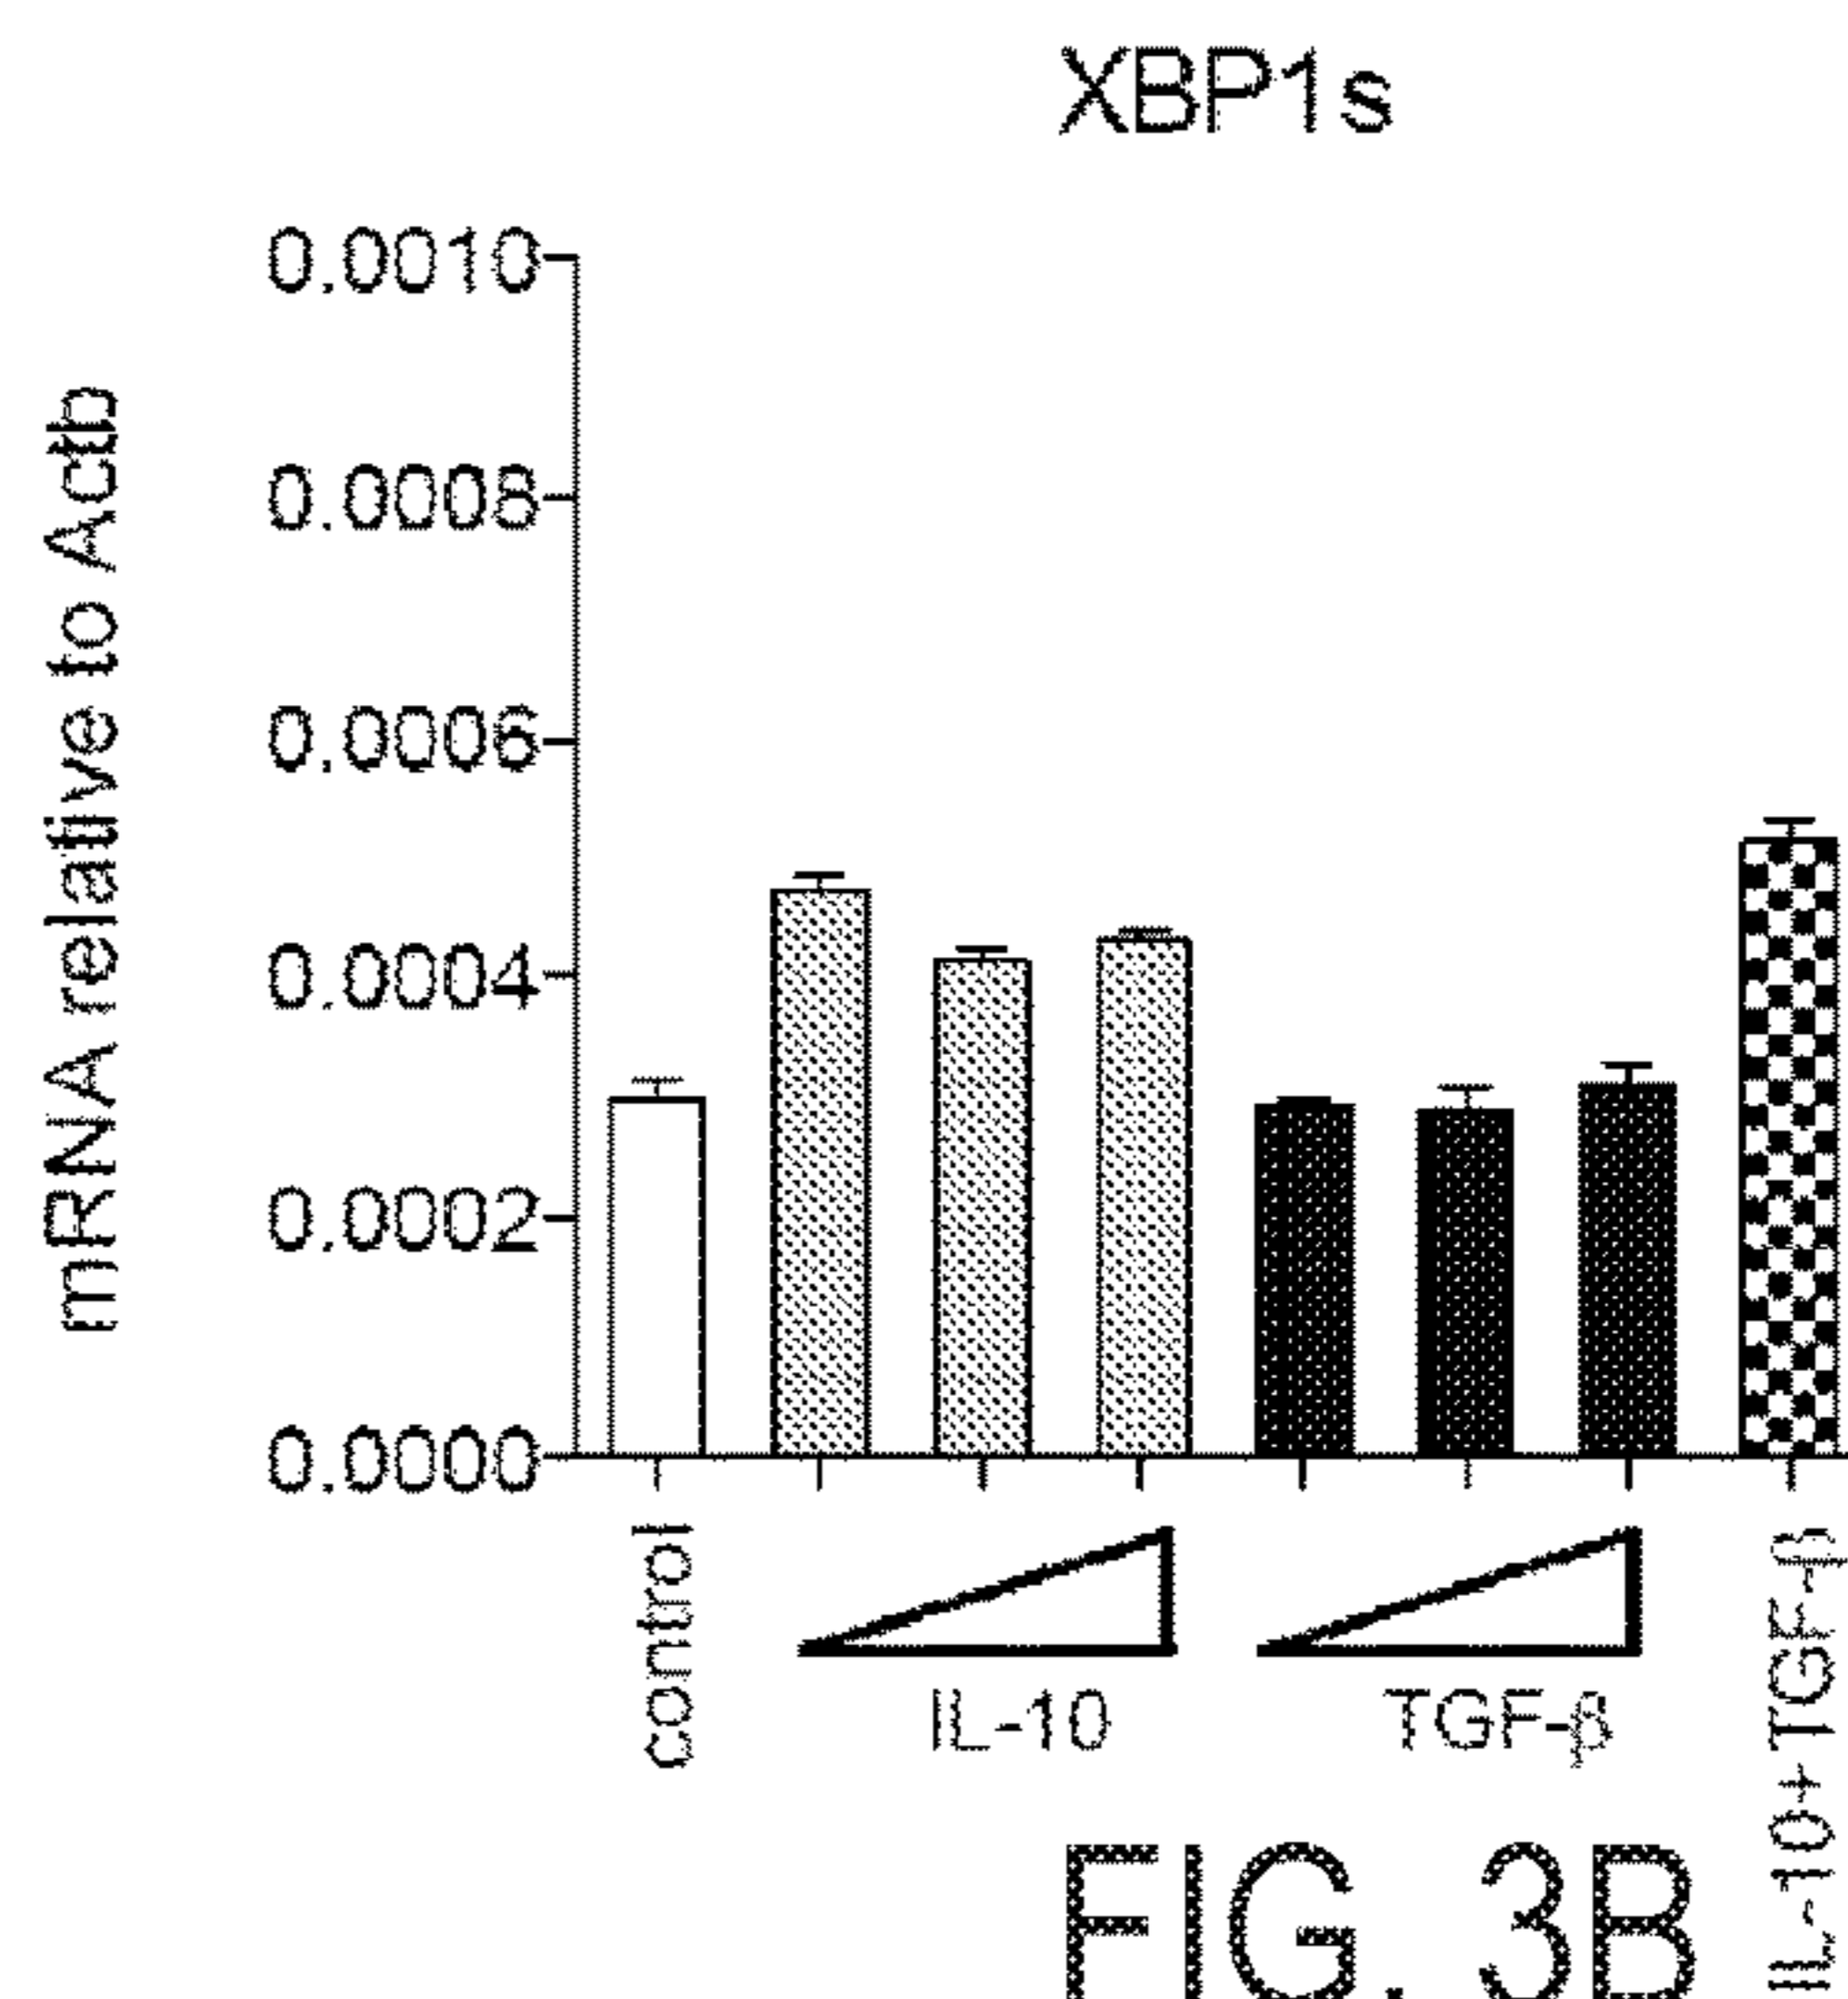 XBP1s
mRNA relative to Actb
0.0010
0.0008
0.0006
0.0004
0.0002
0.0000
control
IL-10
TGF-β
IL-10+TGF-β
FIG. 3B